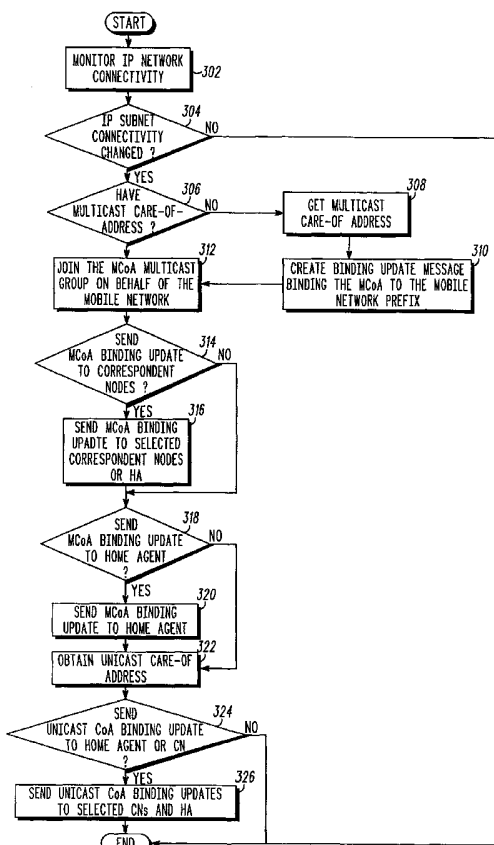 START
MONITOR IP NETWORK
CONNECTIVITY
302
304
IP SUBNET
CONNECTIVITY
CHANGED ?
NO
YES
306
HAVE
MULTICAST CARE-OF-
ADDRESS
?
NO
308
GET MULTICAST
CARE-OF ADDRESS
310
CREATE BINDING UPDATE MESSAGE
BINDING THE MCoA TO THE MOBILE
NETWORK PREFIX
312
JOIN THE MCoA MULTICAST
GROUP ON BEHALF OF THE
MOBILE NETWORK
314
SEND
MCoA BINDING UPDATE
TO CORRESPONDENT
NODES ?
NO
YES
316
SEND MCoA BINDING
UPADTE TO SELECTED
CORRESPONDENT NODES
OR HA
318
SEND
MCoA BINDING UPDATE
TO HOME AGENT
?
NO
YES
320
SEND MCoA BINDING
UPDATE TO HOME AGENT
322
OBTAIN UNICAST CARE-OF
ADDRESS
324
SEND
UNICAST CoA BINDING UPDATE
TO HOME AGENT OR CN
?
NO
YES
326
SEND UNICAST CoA BINDING UPDATES
TO SELECTED CNs AND HA
END